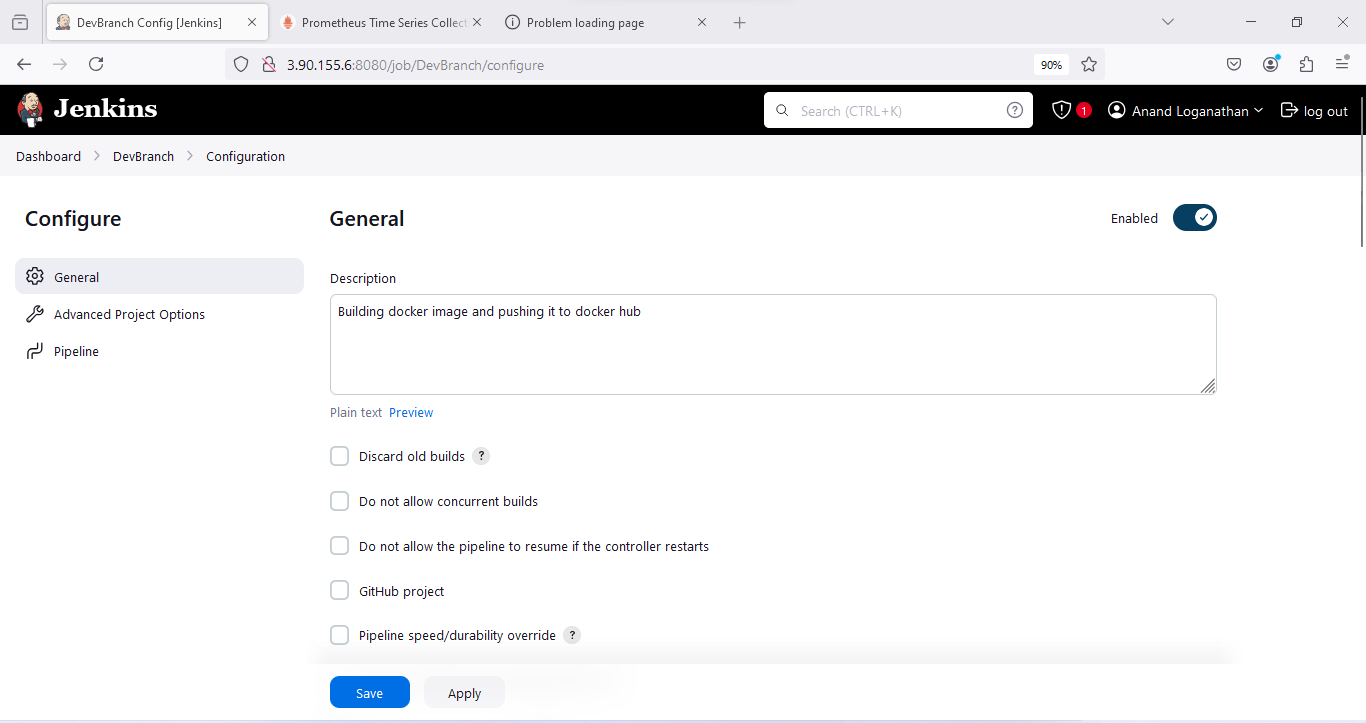 DevBranch Config [Jenkins]
Prometheus Time Series Collect
Problem loading page
3.90.155.6:8080/job/DevBranch/configure
90%
Jenkins
Search (CTRL+K)
?
1
Anand Loganathan
log out
Dashboard
DevBranch
Configuration
Configure
General
Advanced Project Options
Pipeline
General
Enabled
Description
Building docker image and pushing it to docker hub
Plain text Preview
Discard old builds ?
Do not allow concurrent builds
Do not allow the pipeline to resume if the controller restarts
GitHub project
Pipeline speed/durability override ?
Save
Apply